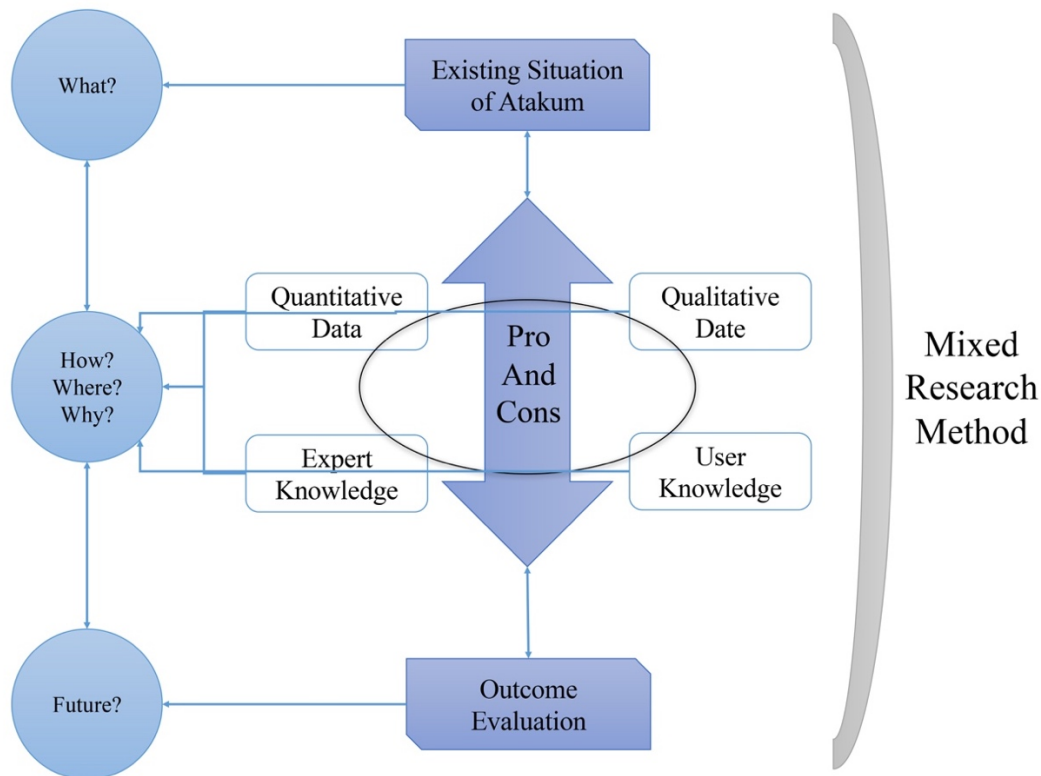 What?
Existing Situation
of Atakum
Quantitative
Data
Qualitative
Date
Pro
And
Cons
How?
Where?
Why?
Mixed
Research
Method
Expert
Knowledge
User
Knowledge
Future?
Outcome
Evaluation